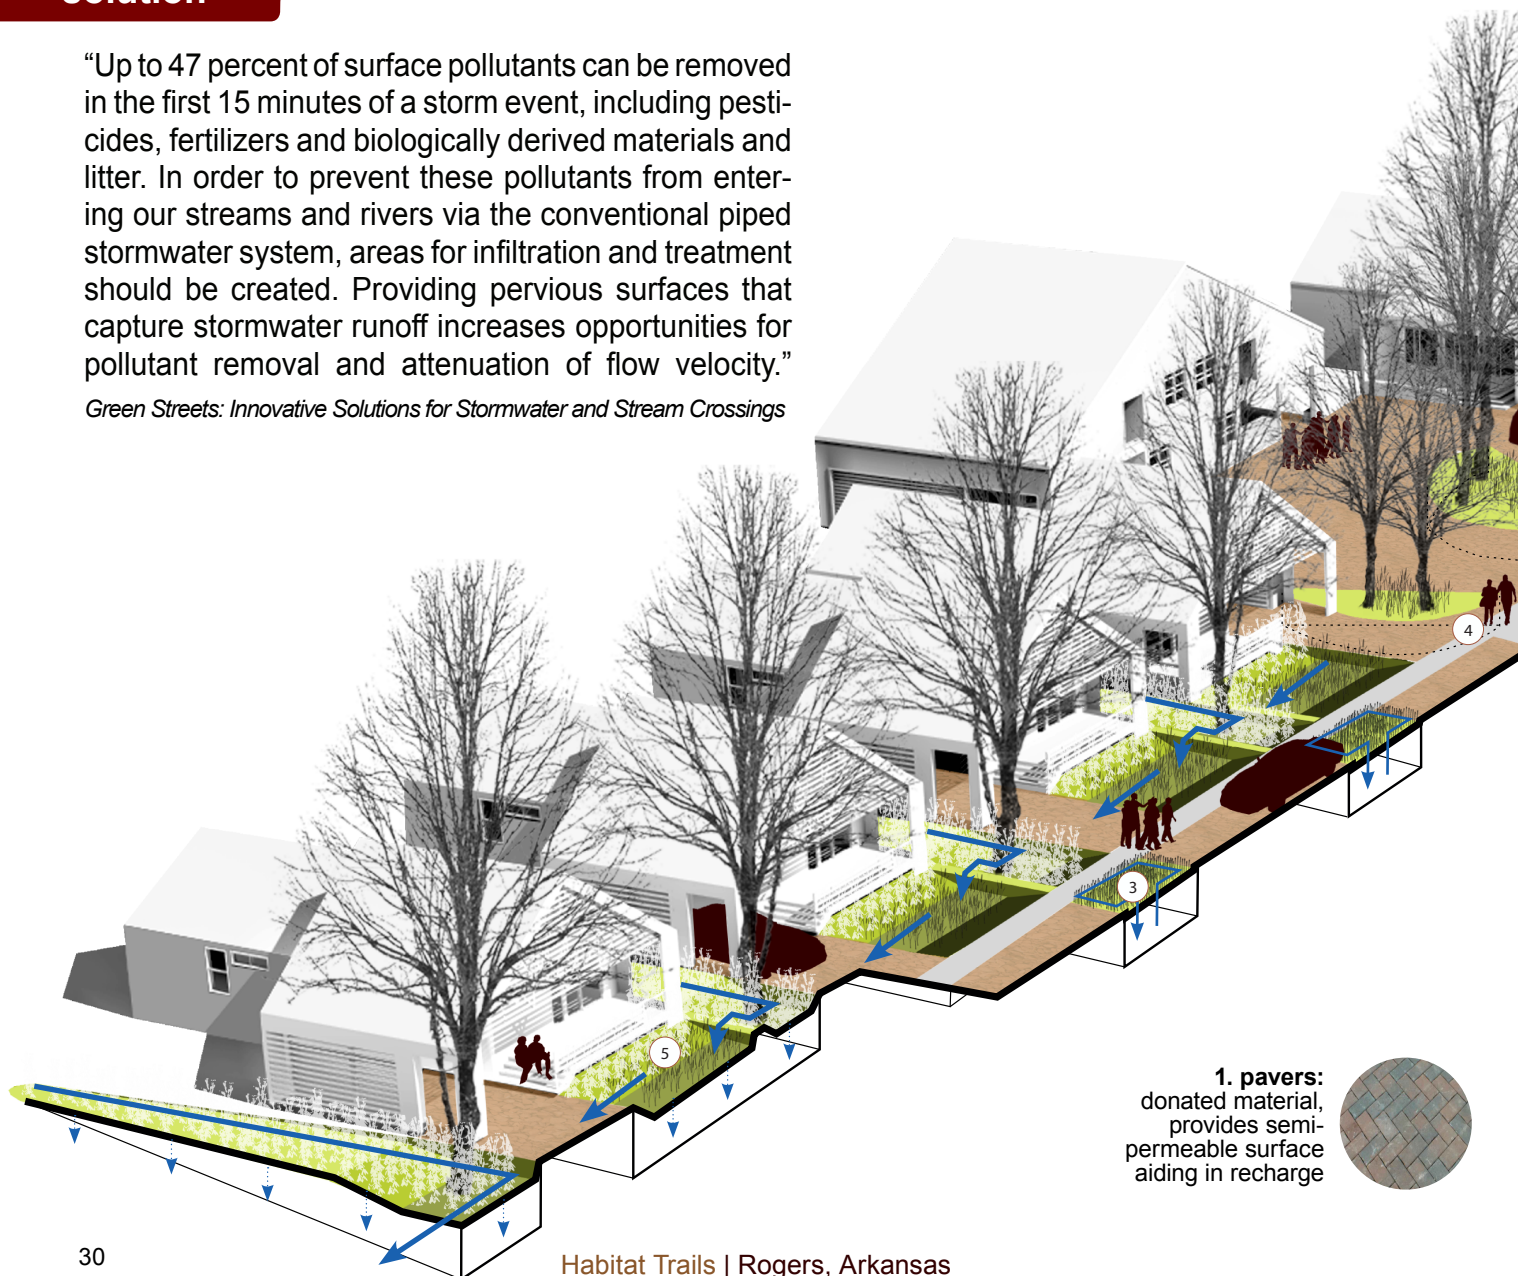 solution
“Up to 47 percent of surface pollutants can be removed
in the first 15 minutes of a storm event, including pesti-
cides, fertilizers and biologically derived materials and
litter. In order to prevent these pollutants from enter-
ing our streams and rivers via the conventional piped
stormwater system, areas for infiltration and treatment
should be created. Providing pervious surfaces that
capture stormwater runoff increases opportunities for
pollutant removal and attenuation of flow velocity.”
Green Streets: Innovative Solutions for Stormwater and Stream Crossings
4
3
5
1. pavers:
donated material,
provides semi-
permeable surface
aiding in recharge
30
Habitat Trails | Rogers, Arkansas